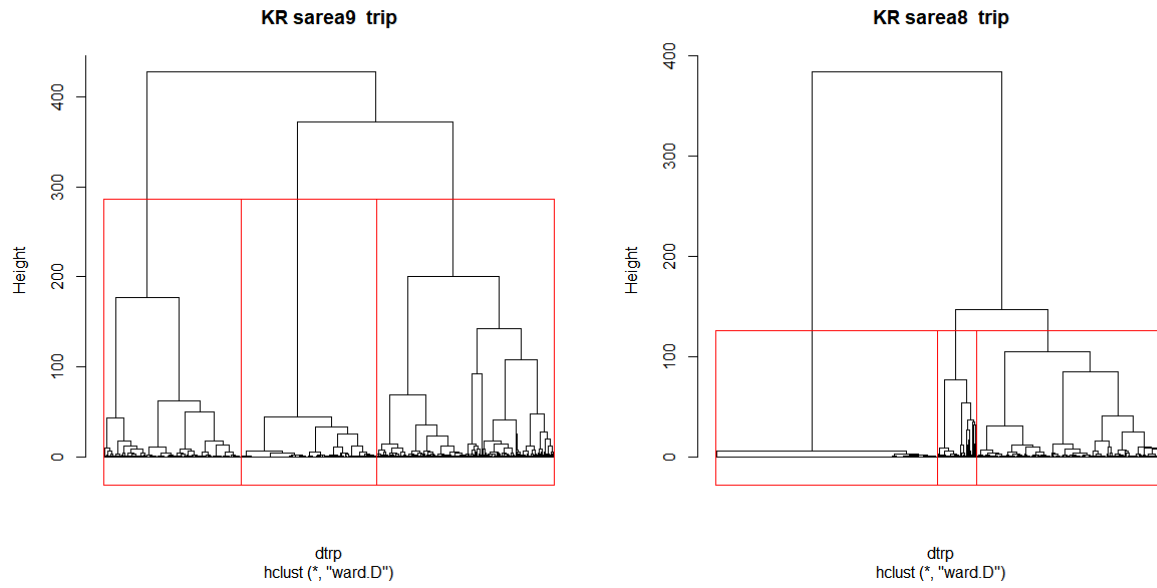 KR sarea9  trip
Height
0
100
200
300
400
dtrp
hclust (*, "ward.D")
KR sarea8  trip
Height
0
100
200
300
400
dtrp
hclust (*, "ward.D")